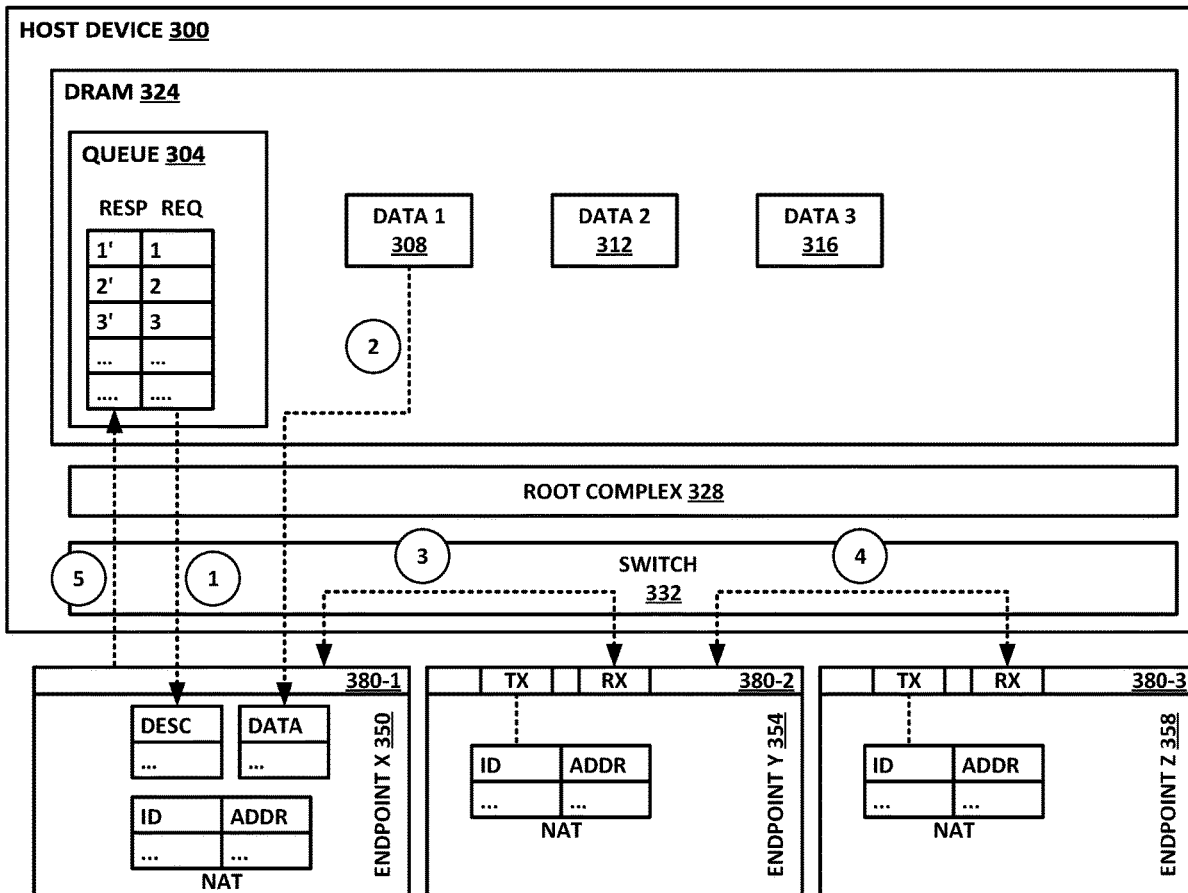 HOST DEVICE 300
DRAM 324
QUEUE 304
RESP REQ
1' 1
2' 2
3' 3
... ...
.... ....
DATA 1
308
DATA 2
312
DATA 3
316
2
ROOT COMPLEX 328
5
1
3
SWITCH
332
4
380-1
DESC
...
DATA
...
ID ADDR
... ...
NAT
ENDPOINT X 350
TX RX 380-2
ID ADDR
... ...
NAT
ENDPOINT Y 354
TX RX 380-3
ID ADDR
... ...
NAT
ENDPOINT Z 358